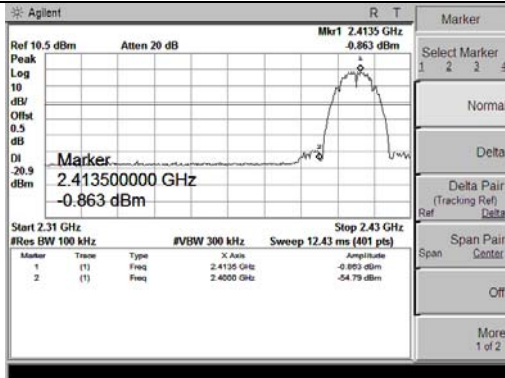 Agilent R T
Mkr1 2.4135 GHz
Ref 10.5 dBm Atten 20 dB -0.863 dBm
Peak
Log
10
dB/
Offst
0.5
dB
DI
-20.9
dBm
Marker
2.413500000 GHz
-0.863 dBm
Start 2.31 GHz Stop 2.43 GHz
#Res BW 100 kHz #VBW 300 kHz Sweep 12.43 ms (401 pts)
Marker Trace Type X Axis Amplitude
1 (1) Freq 2.4135 GHz -0.863 dBm
2 (1) Freq 2.4000 GHz -54.79 dBm
Marker
Select Marker
1 2 3 4
Normal
Delta
Delta Pair
(Tracking Ref)
Ref Delta
Span Pair
Span Center
Off
More
1 of 2